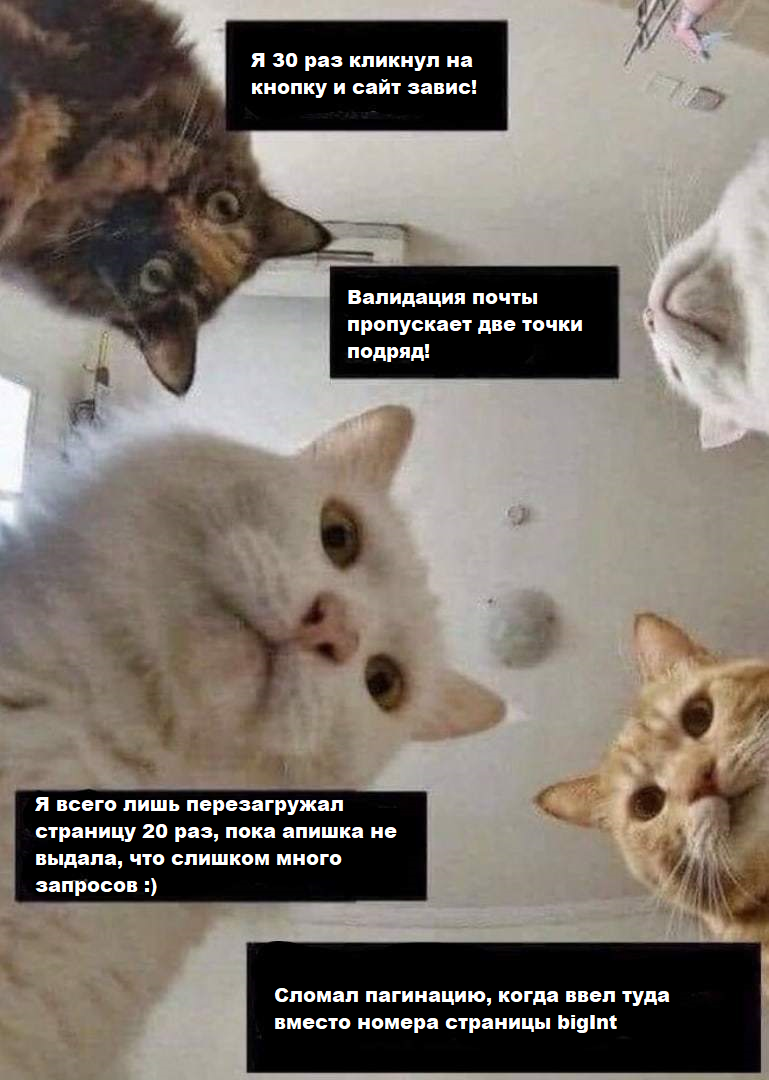 Я 30 раз кликнул на
кнопку и сайт завис!
Валидация почты
пропускает две точки
подряд!
Я всего лишь перезагружал
страницу 20 раз, пока апишка не
выдала, что слишком много
запросов :)
Сломал пагинацию, когда ввел туда
вместо номера страницы bigInt